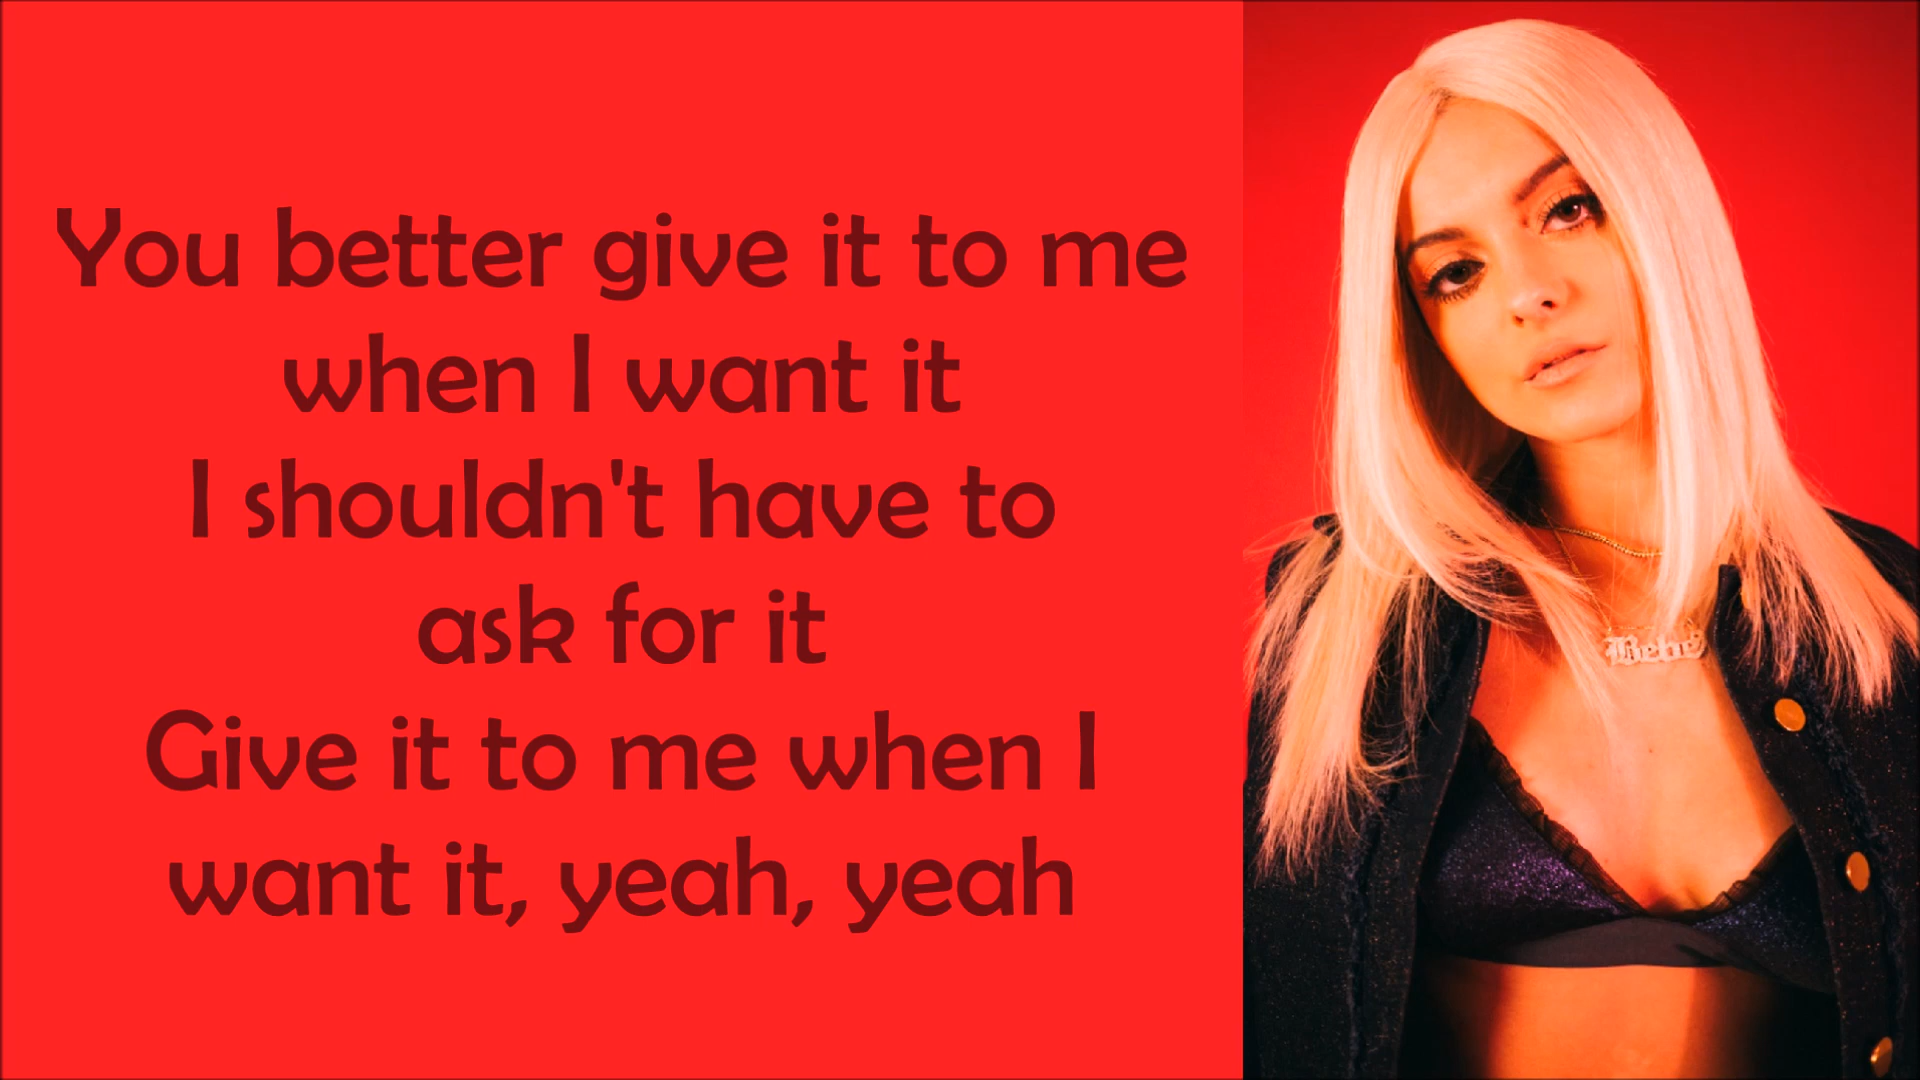 You better give it to me
when I want it
I shouldn't have to
ask for it
Give it to me when I
want it, yeah, yeah
Bebe